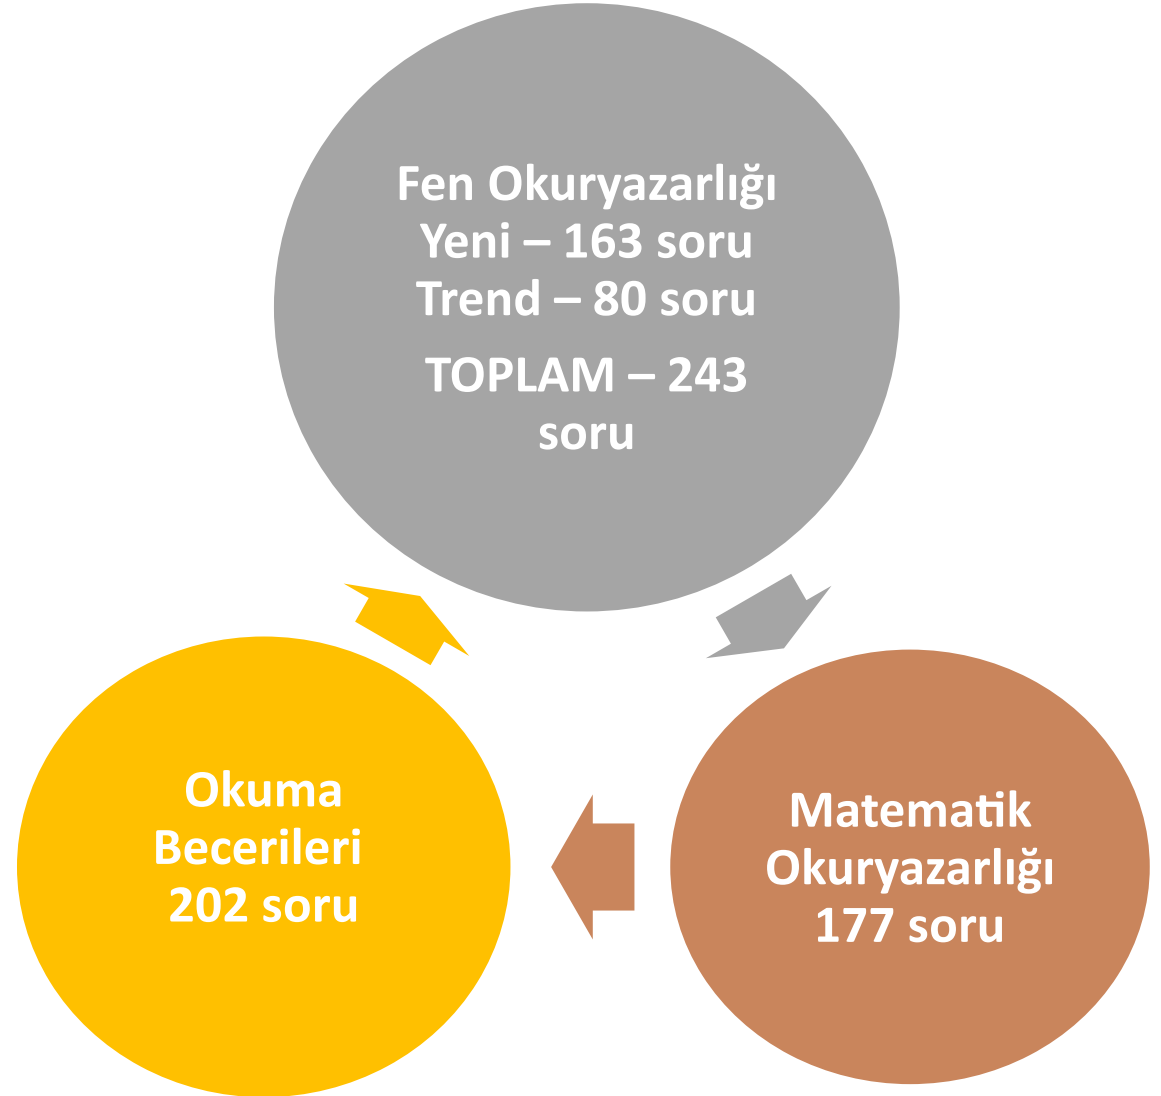 Fen Okuryazarlığı
Yeni – 163 soru
Trend – 80 soru
TOPLAM – 243
soru
Okuma
Becerileri
202 soru
Matematik
Okuryazarlığı
177 soru